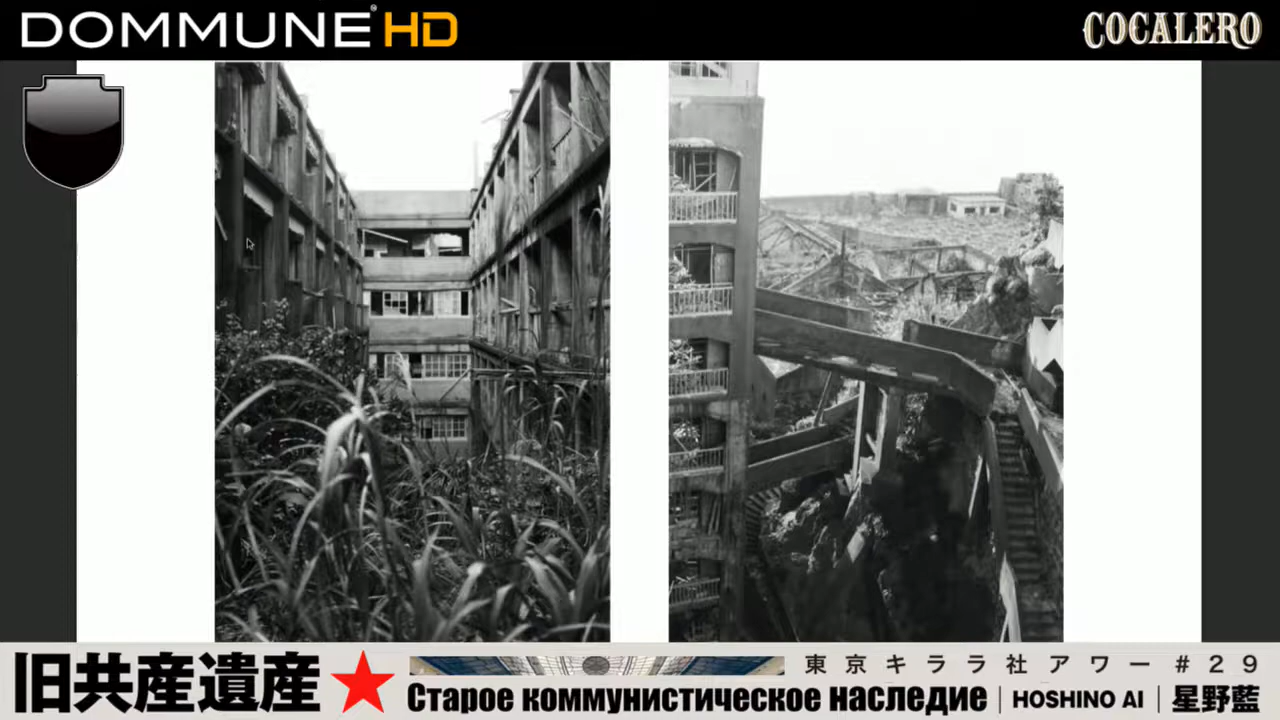 DOMMUNE® HD
COCALERO
旧共産遺産★
東京キララ社アワー#29
Старое коммунистическое наследие | HOSHINO AI | 星野藍